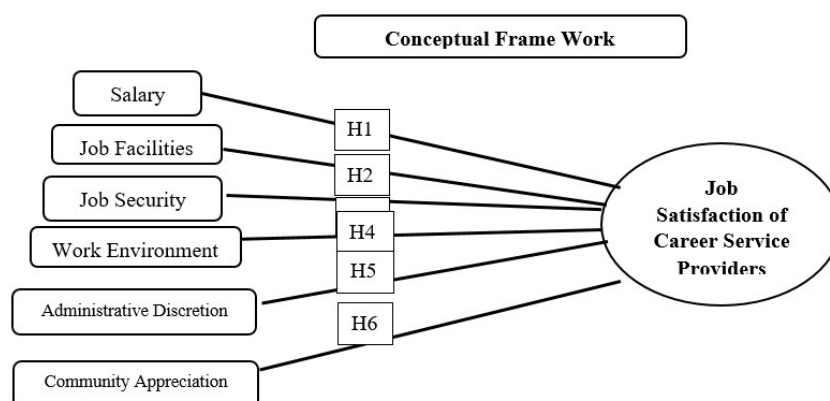 Conceptual Frame Work
Salary
H1
Job Facilities
H2
Job Security
Work Environment
H4
H5
Administrative Discretion
H6
Community Appreciation
Job
Satisfaction of
Career Service
Providers